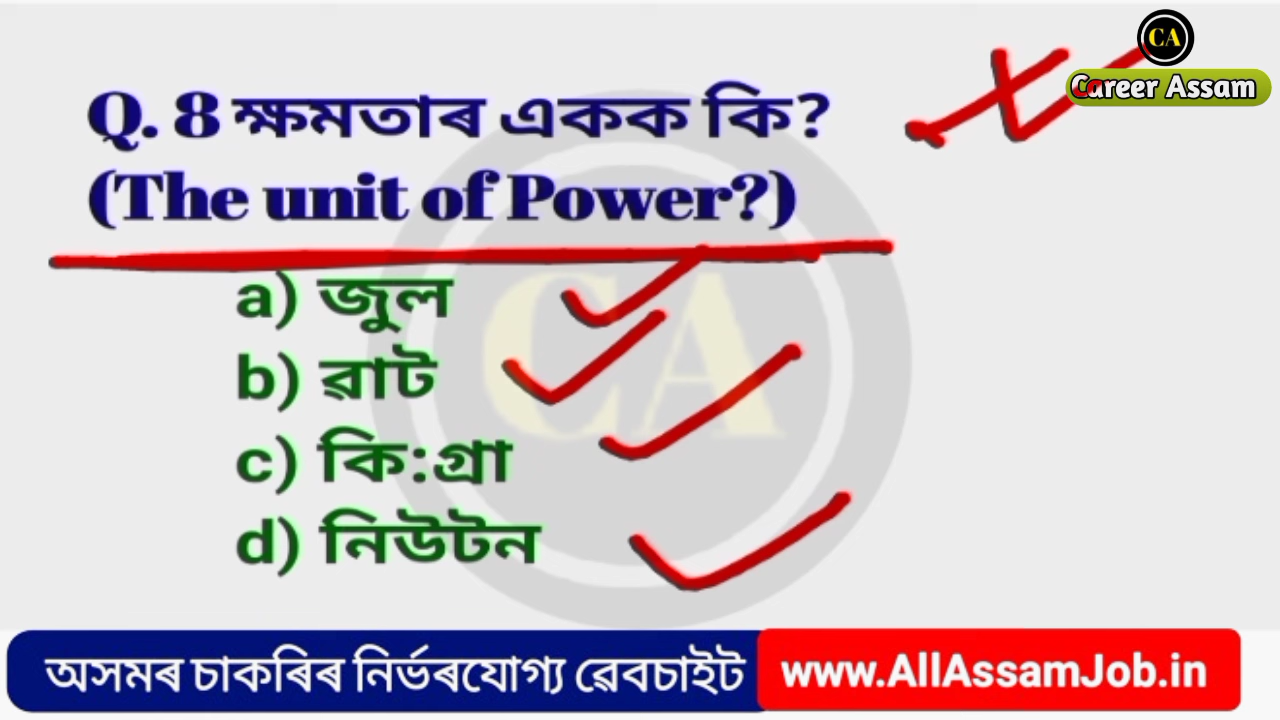 CA
Career Assam
Q. 8 ক্ষমতাৰ একক কি?
(The unit of Power?)
CA
a) জুল
b) ৱাট
c) কি:গ্ৰা
d) নিউটন
অসমৰ চাকৰিৰ নিৰ্ভৰযোগ্য ৱেবচাইট
www.AllAssamJob.in